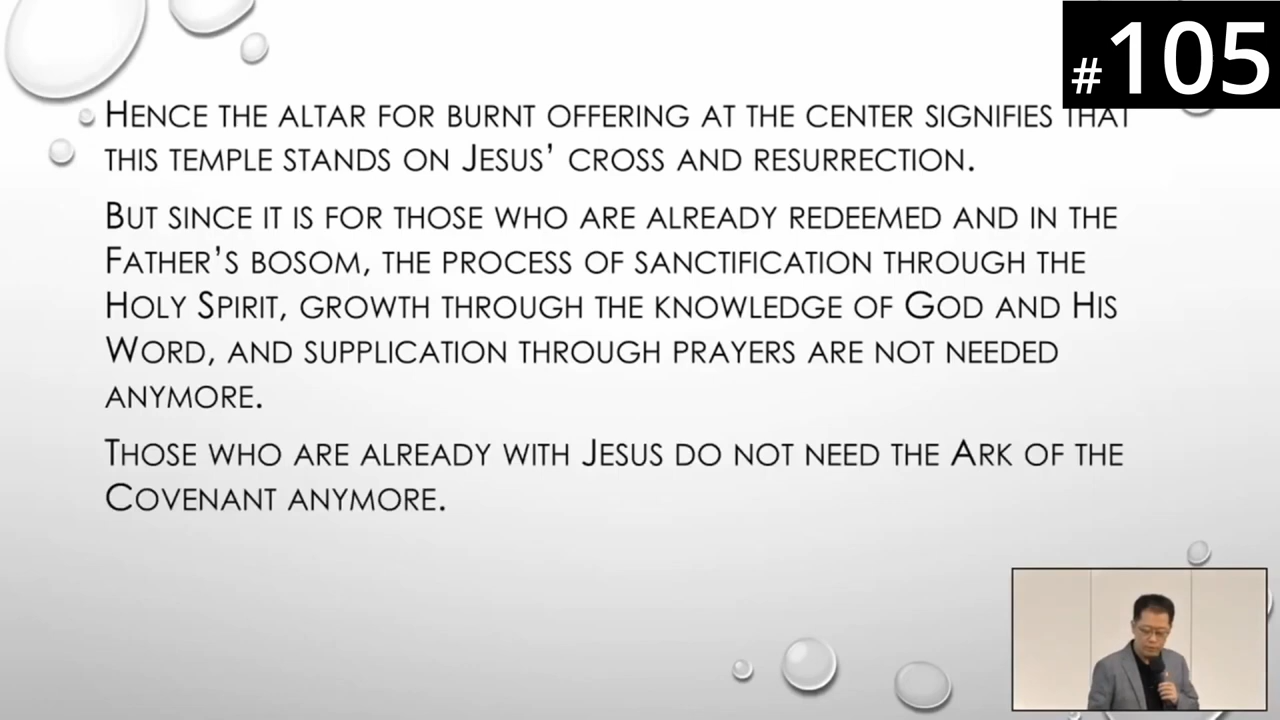 #105
Hence the altar for burnt offering at the center signifies that
this temple stands on Jesus’ cross and resurrection.
But since it is for those who are already redeemed and in the
Father’s bosom, the process of sanctification through the
Holy Spirit, growth through the knowledge of God and His
Word, and supplication through prayers are not needed
anymore.
Those who are already with Jesus do not need the Ark of the
Covenant anymore.